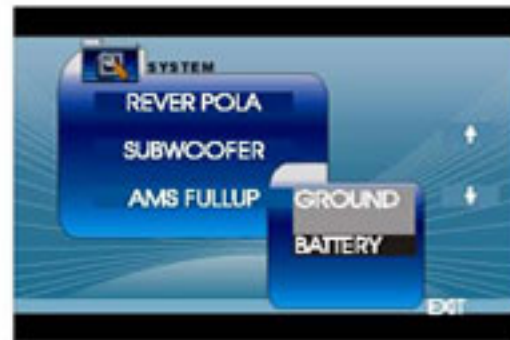 SYSTEM
REVER POLA
SUBWOOFER
AMS FULLUP
GROUND
BATTERY
EXIT